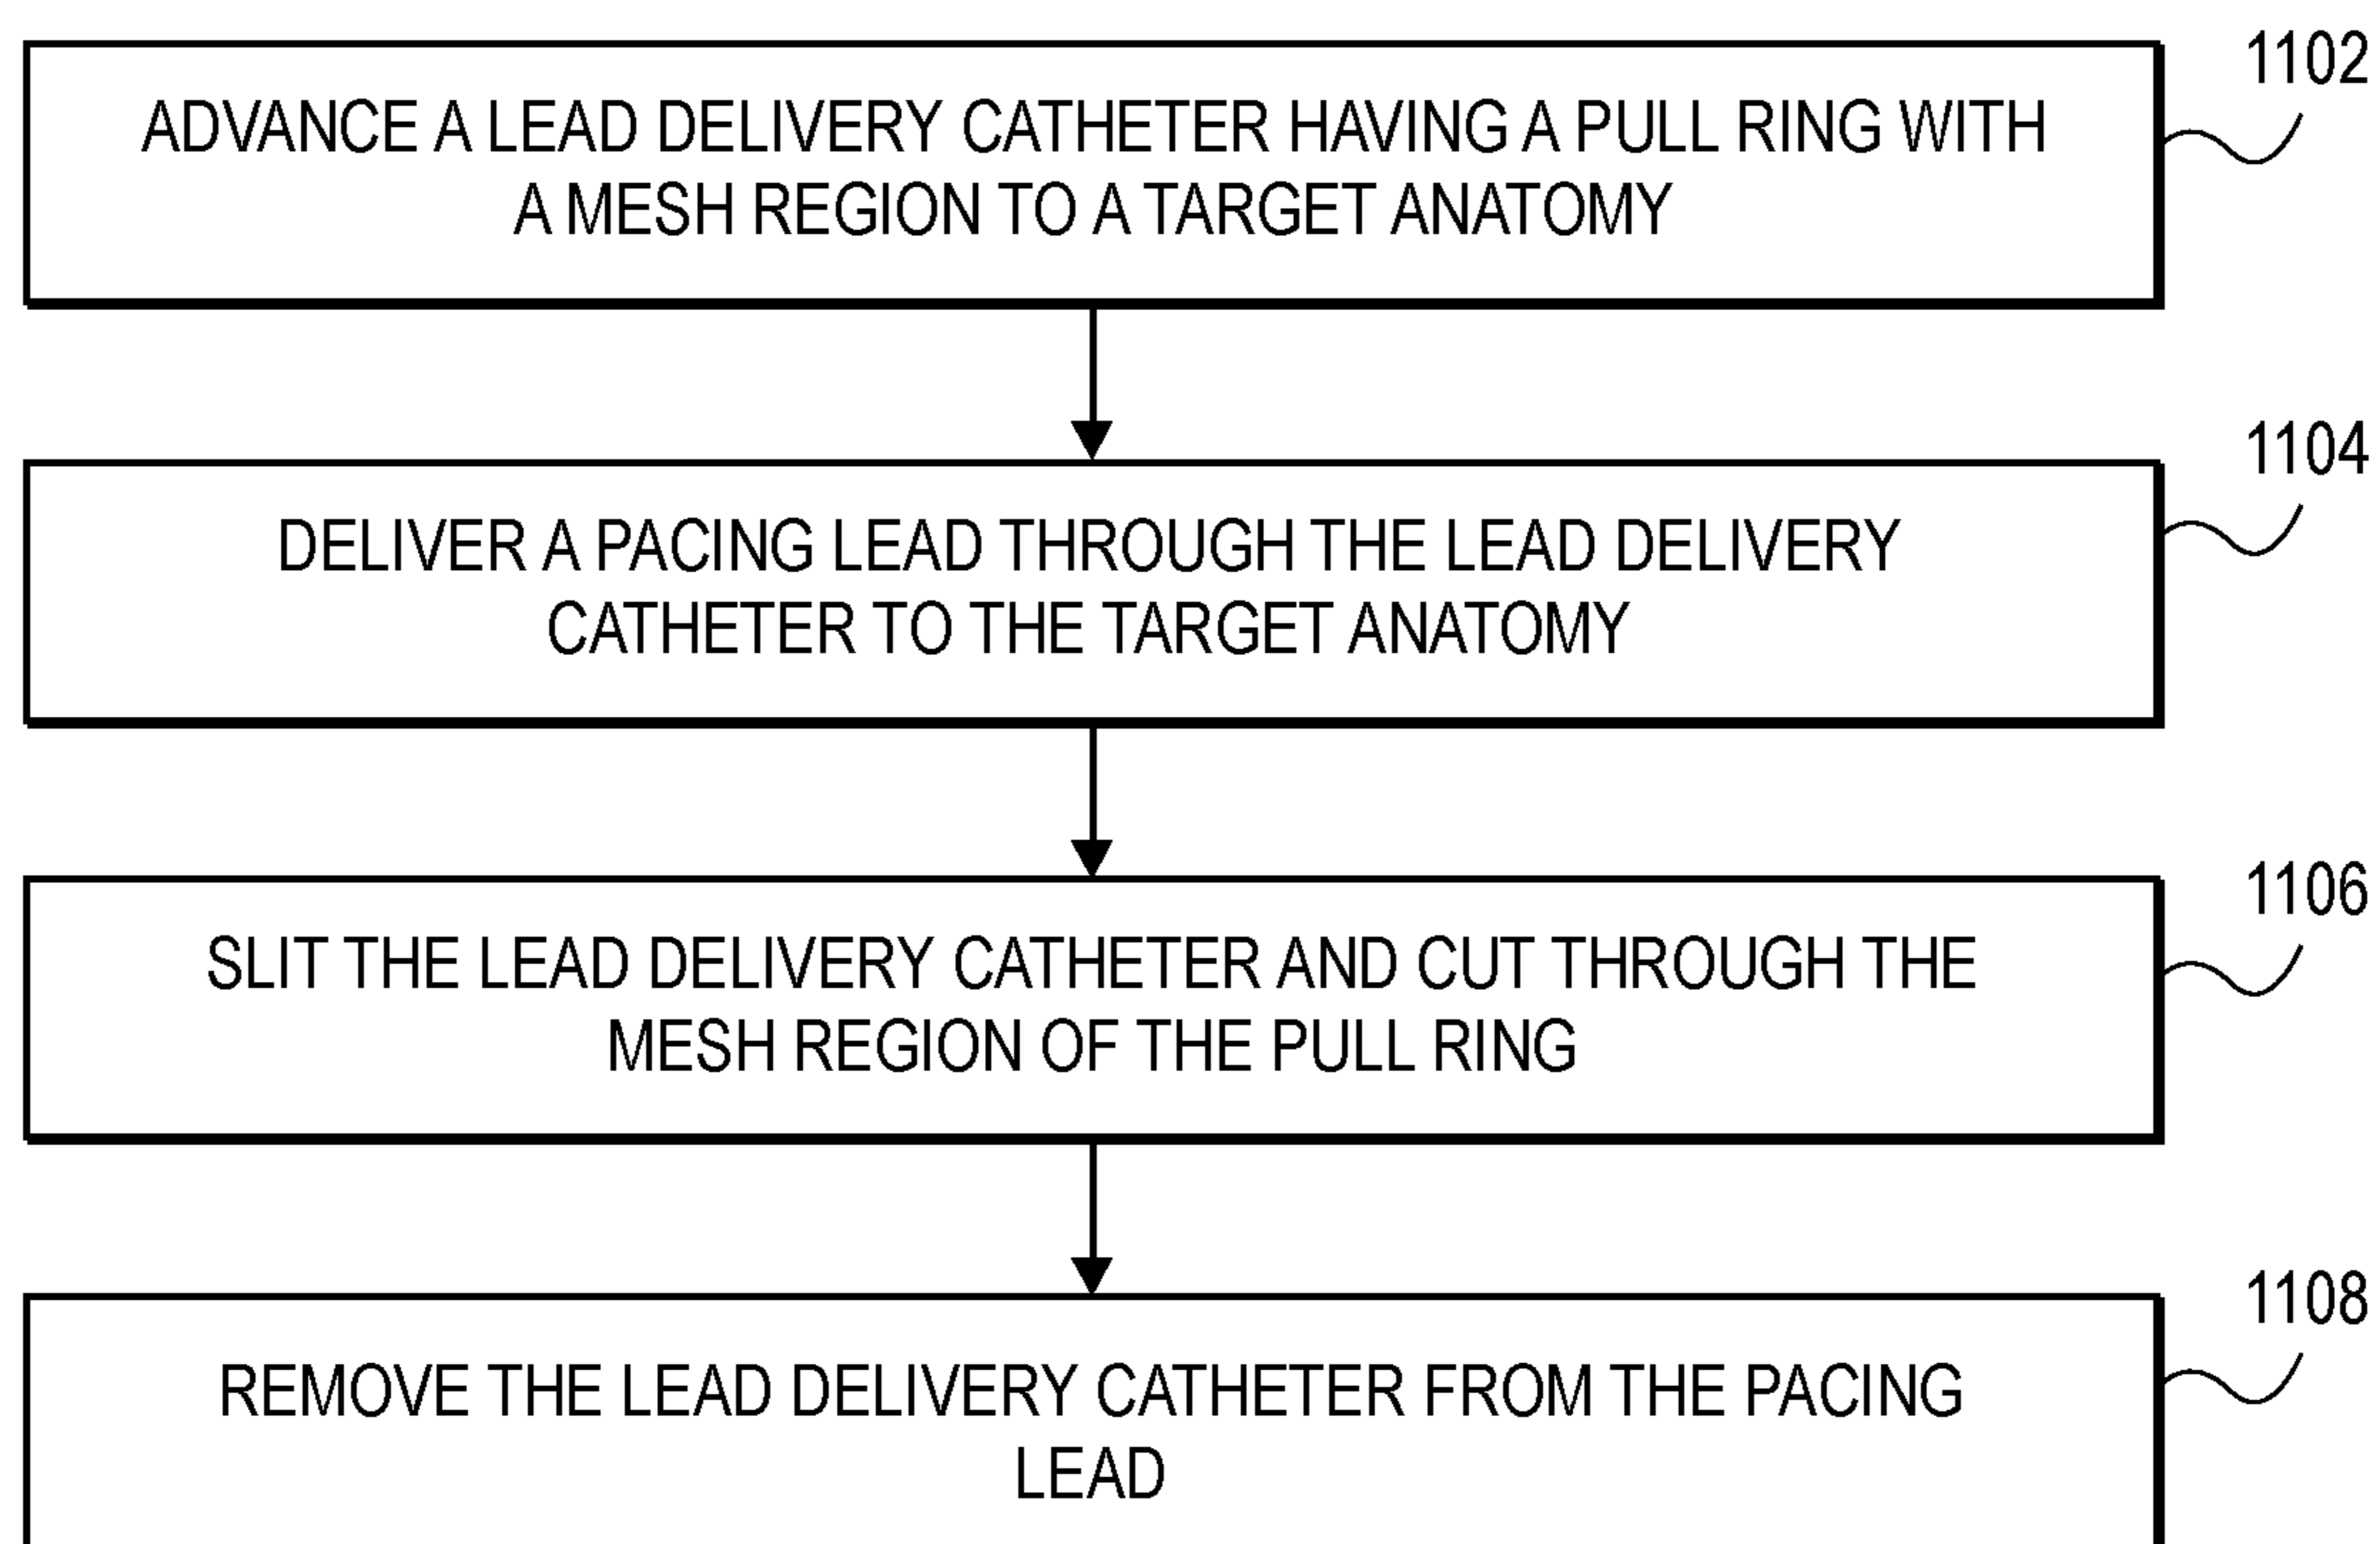 1102
ADVANCE A LEAD DELIVERY CATHETER HAVING A PULL RING WITH
A MESH REGION TO A TARGET ANATOMY
1104
DELIVER A PACING LEAD THROUGH THE LEAD DELIVERY
CATHETER TO THE TARGET ANATOMY
1106
SLIT THE LEAD DELIVERY CATHETER AND CUT THROUGH THE
MESH REGION OF THE PULL RING
1108
REMOVE THE LEAD DELIVERY CATHETER FROM THE PACING
LEAD